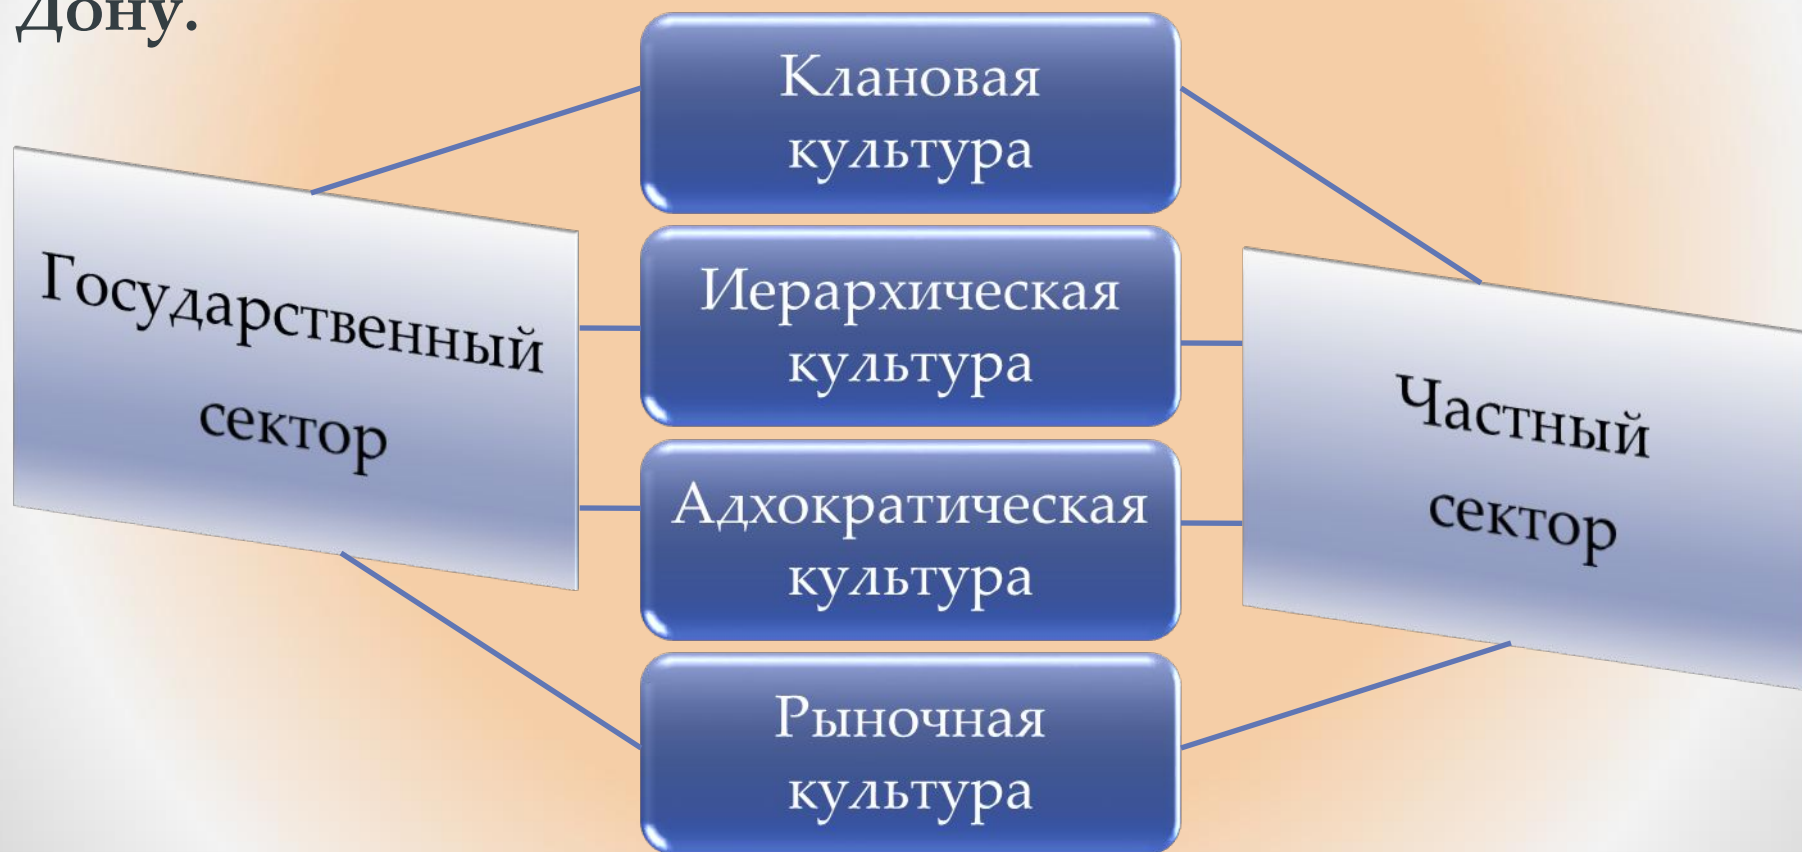 Дону.
Клановая
культура
Государственный
сектор
Иерархическая
культура
Адхократическая
культура
Рыночная
культура
Частный
сектор